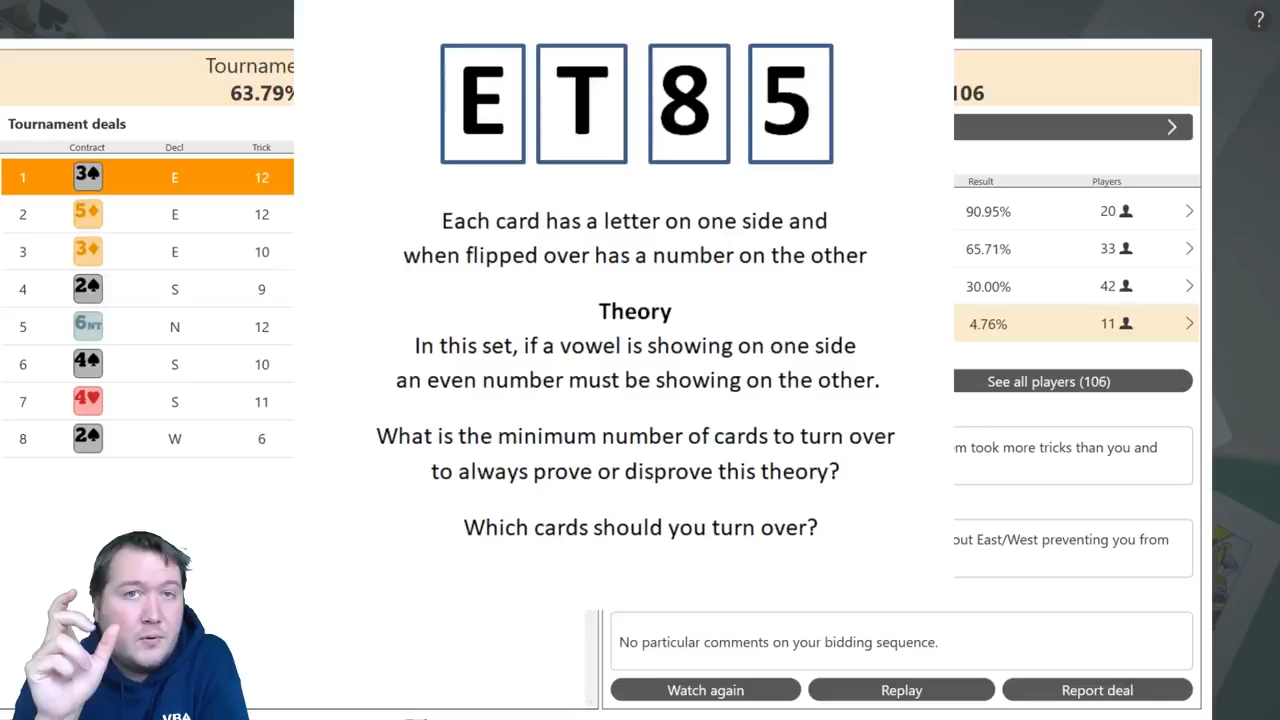 ?
Tourname
63.79%
106
E T 8 5
Tournament deals
Contract Decl Trick
1 3♠ E 12
2 5♦ E 12
3 3♦ E 10
4 2♠ S 9
5 6NT N 12
6 4♠ S 10
7 4♥ S 11
8 2♠ W 6
Each card has a letter on one side and
when flipped over has a number on the other
Theory
In this set, if a vowel is showing on one side
an even number must be showing on the other.
What is the minimum number of cards to turn over
to always prove or disprove this theory?
Which cards should you turn over?
Result Players
90.95% 20
65.71% 33
30.00% 42
4.76% 11
See all players (106)
m took more tricks than you and
out East/West preventing you from
No particular comments on your bidding sequence.
Watch again Replay Report deal
VBA